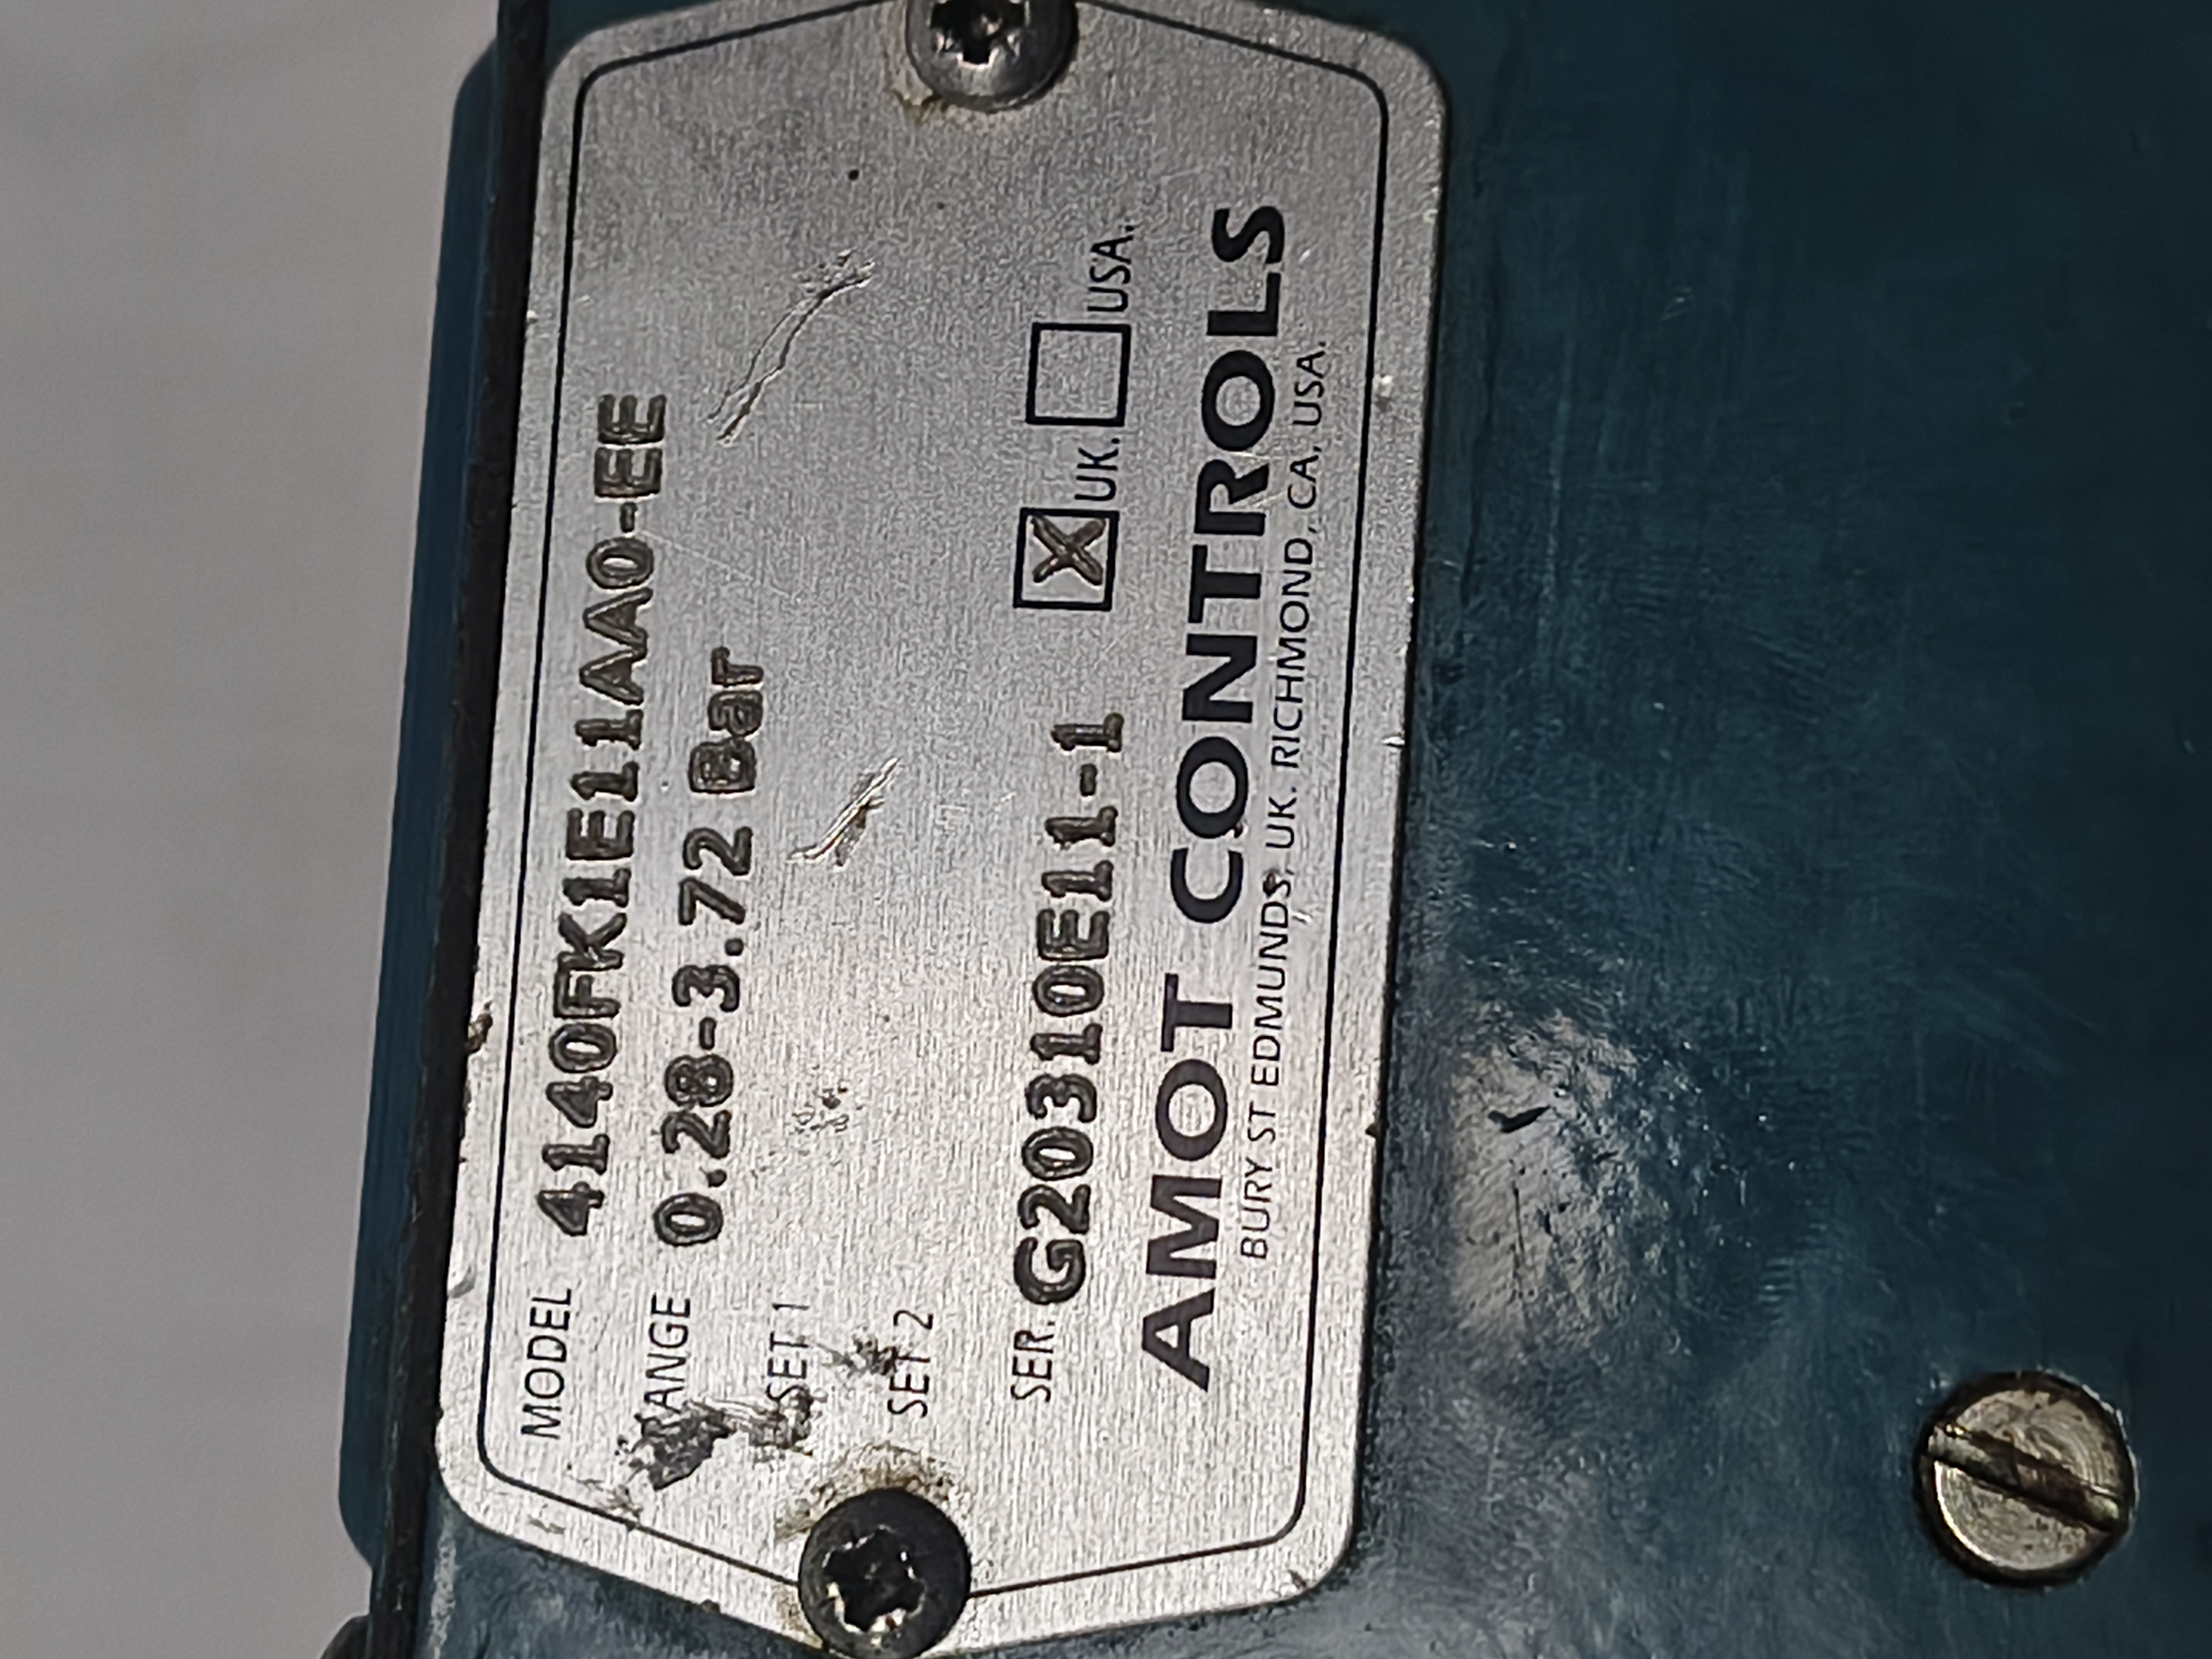 MODEL 4140FK1E11AA0-EE
RANGE 0.28-3.72 Bar
SET 1
SET 2
SER. G20310E11-1 X UK. USA.
AMOT CONTROLS
BURY ST EDMUNDS, UK. RICHMOND, CA, USA.